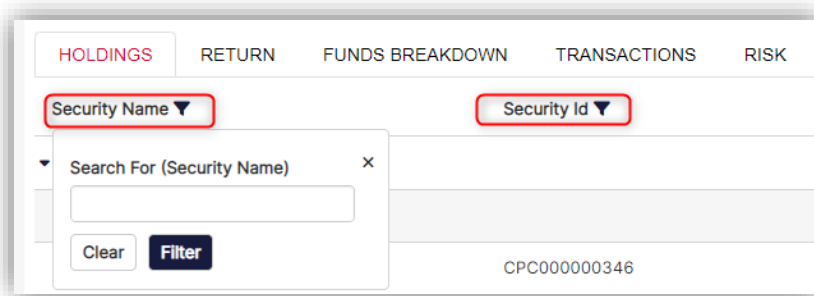 HOLDINGS RETURN FUNDS BREAKDOWN TRANSACTIONS RISK
Security Name Security Id
Search For (Security Name) ×
Clear Filter
CPC000000346